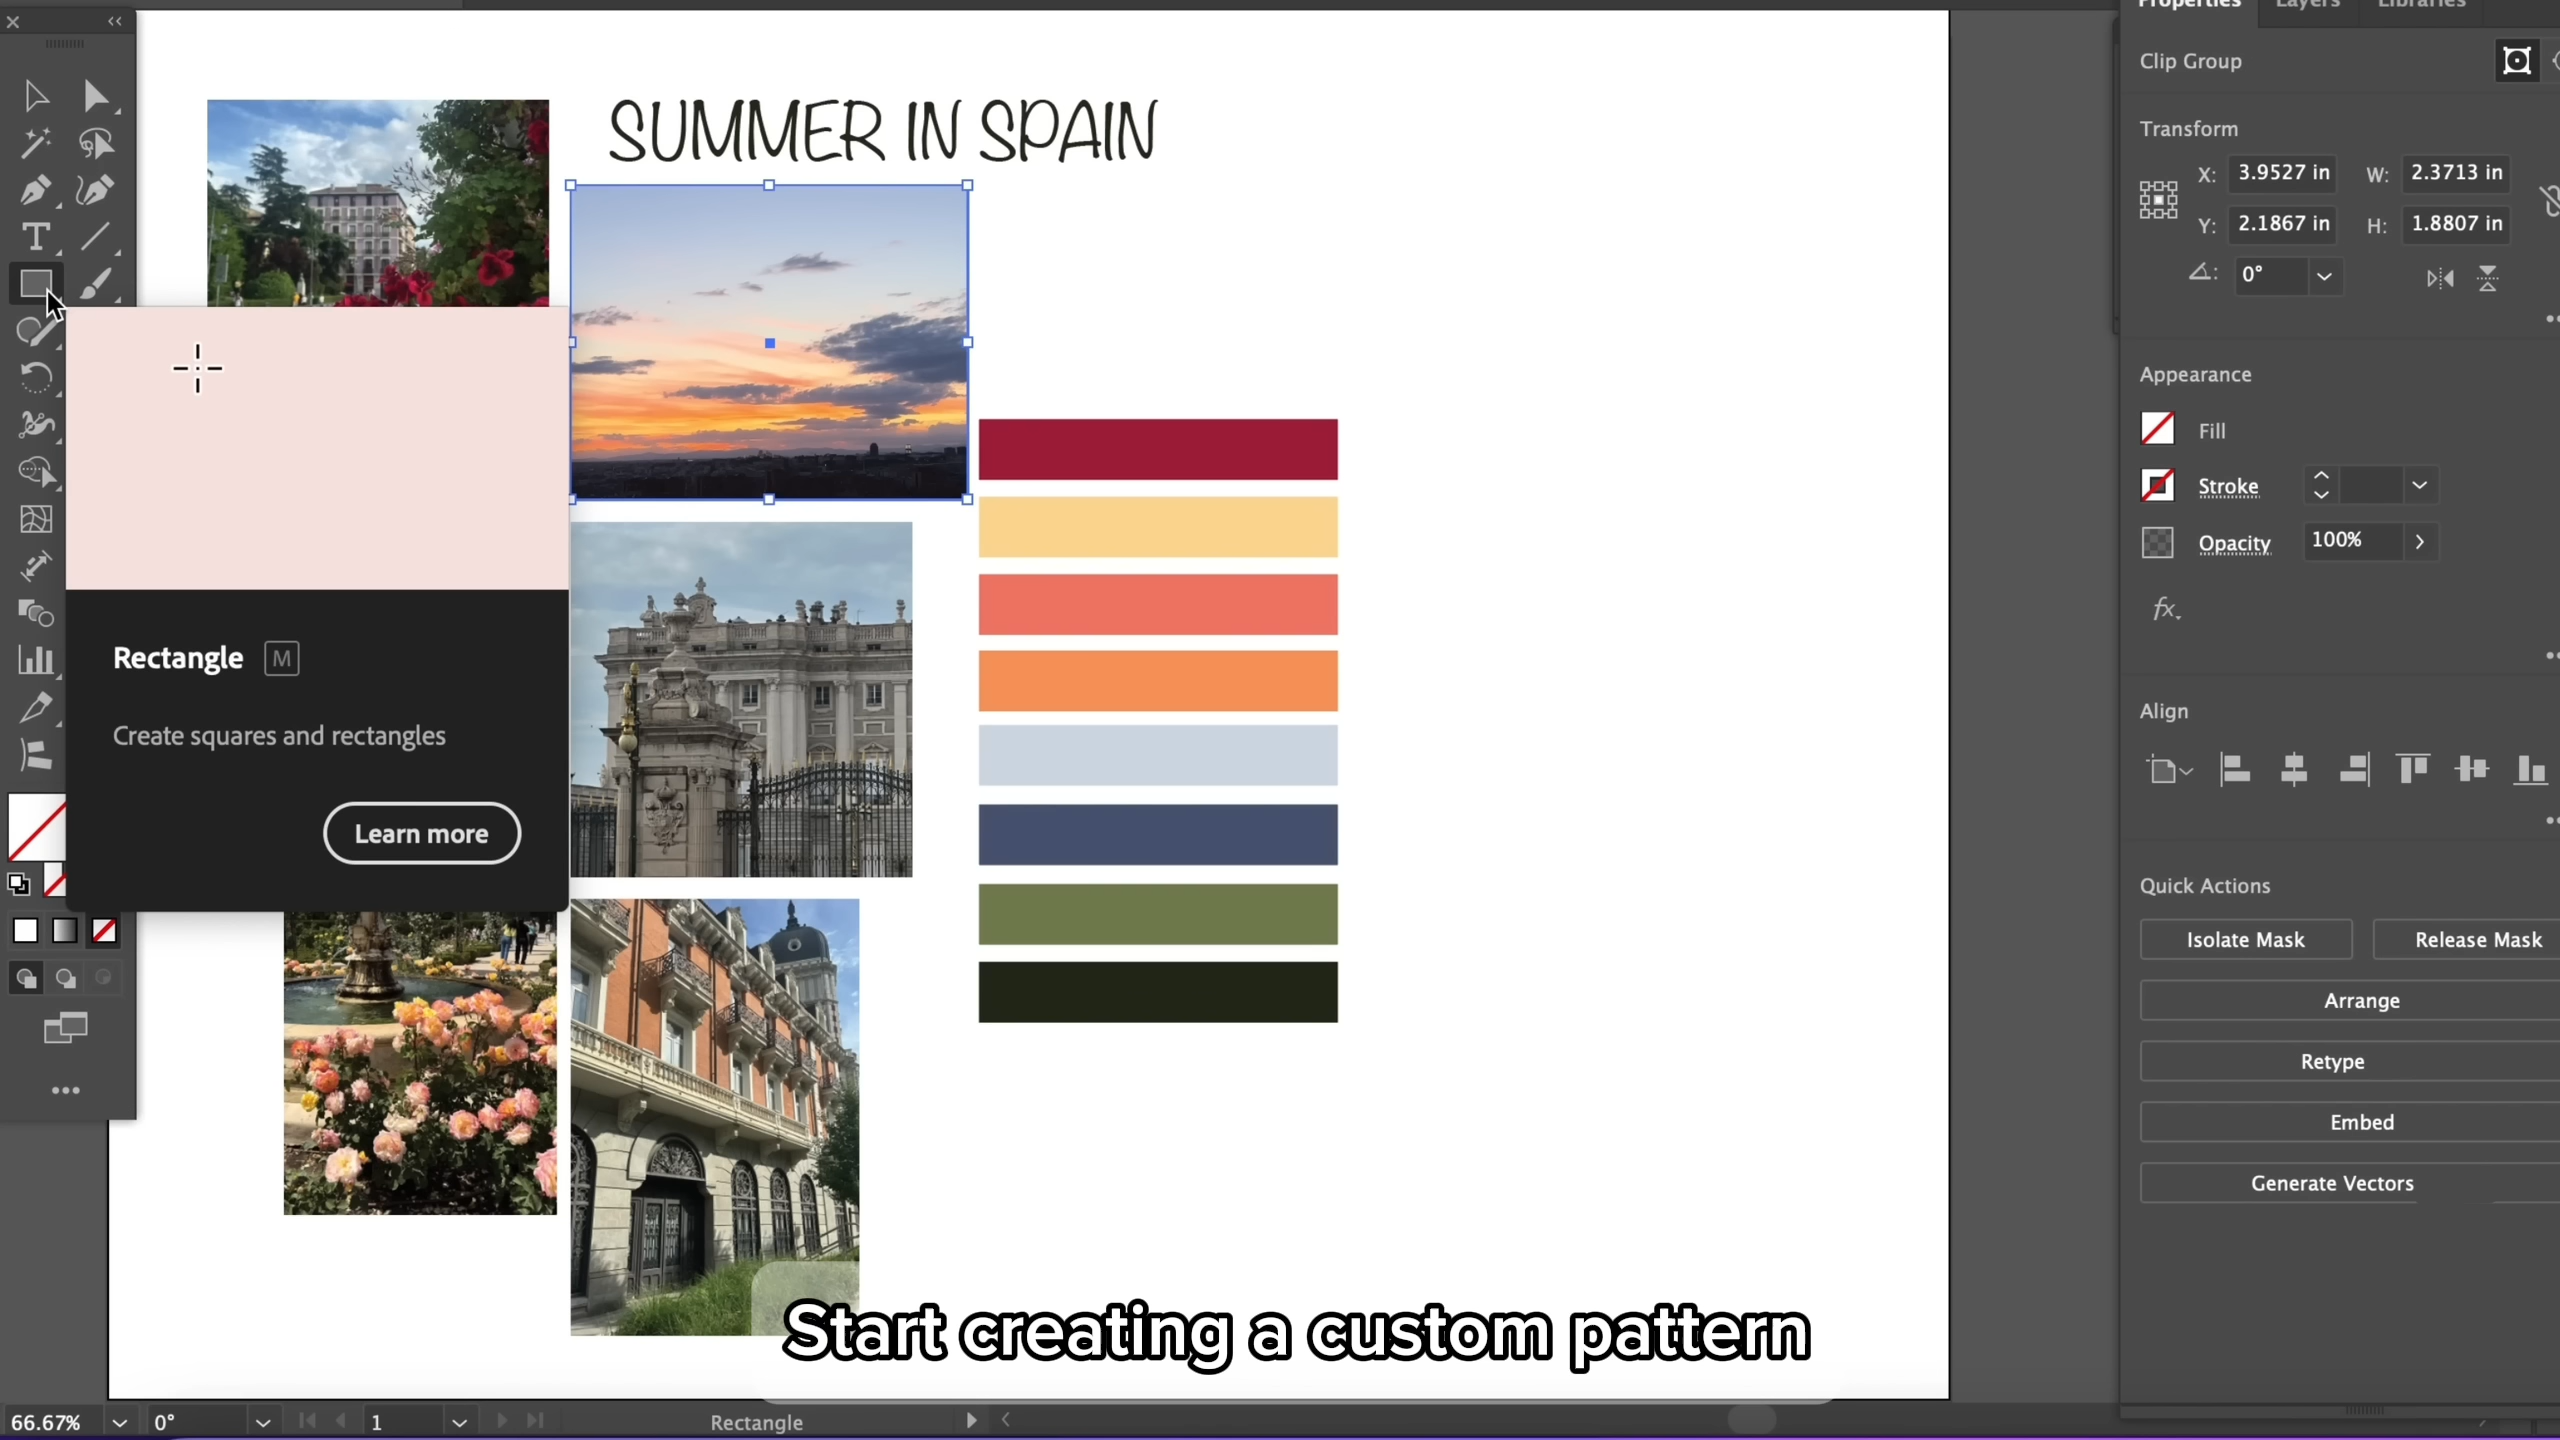 Properties Layers Libraries
Clip Group
SUMMER IN SPAIN
Transform
X: 3.9527 in W: 2.3713 in
Y: 2.1867 in H: 1.8807 in
0°
Appearance
Fill
Stroke
Opacity 100%
fx.
Rectangle M
Create squares and rectangles
Learn more
Align
Quick Actions
Isolate Mask Release Mask
Arrange
Retype
Embed
Generate Vectors
Start creating a custom pattern
66.67% 0° 1 Rectangle